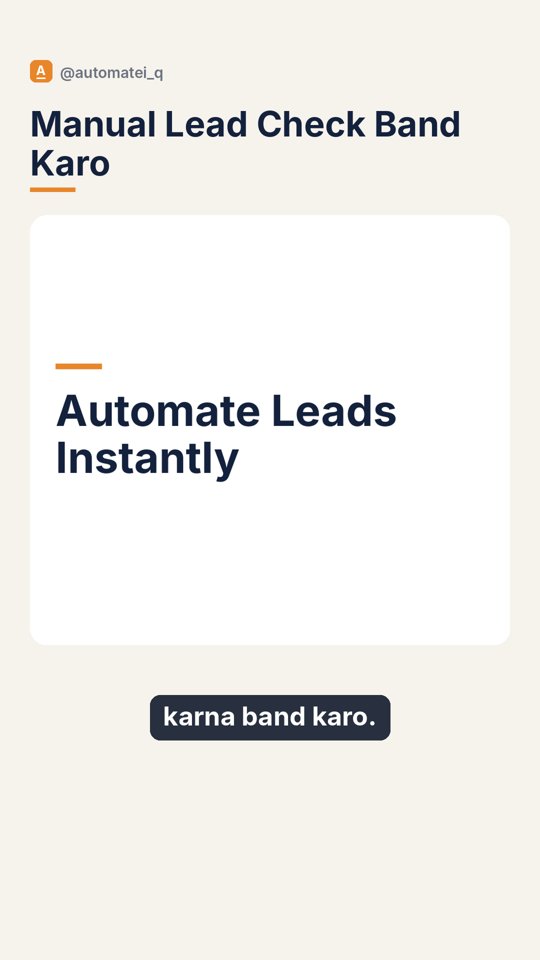 A
@automatei_q
Manual Lead Check Band
Karo
Automate Leads
Instantly
karna band karo.